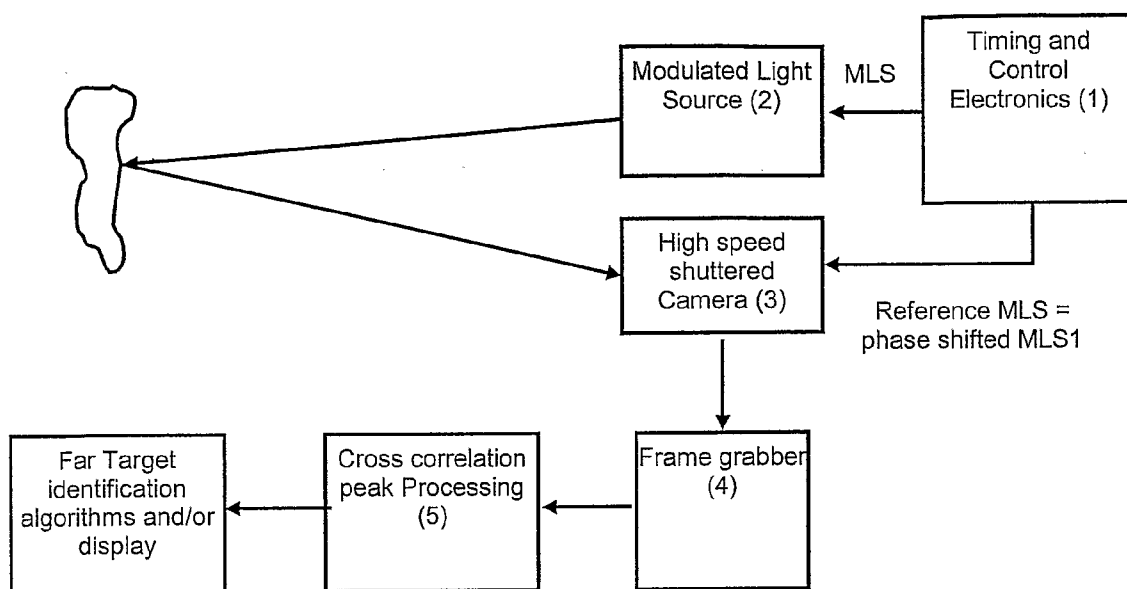 Modulated Light
Source (2)
MLS
Timing and
Control
Electronics (1)
High speed
shuttered
Camera (3)
Reference MLS =
phase shifted MLS1
Far Target
identification
algorithms and/or
display
Cross correlation
peak Processing
(5)
Frame grabber
(4)